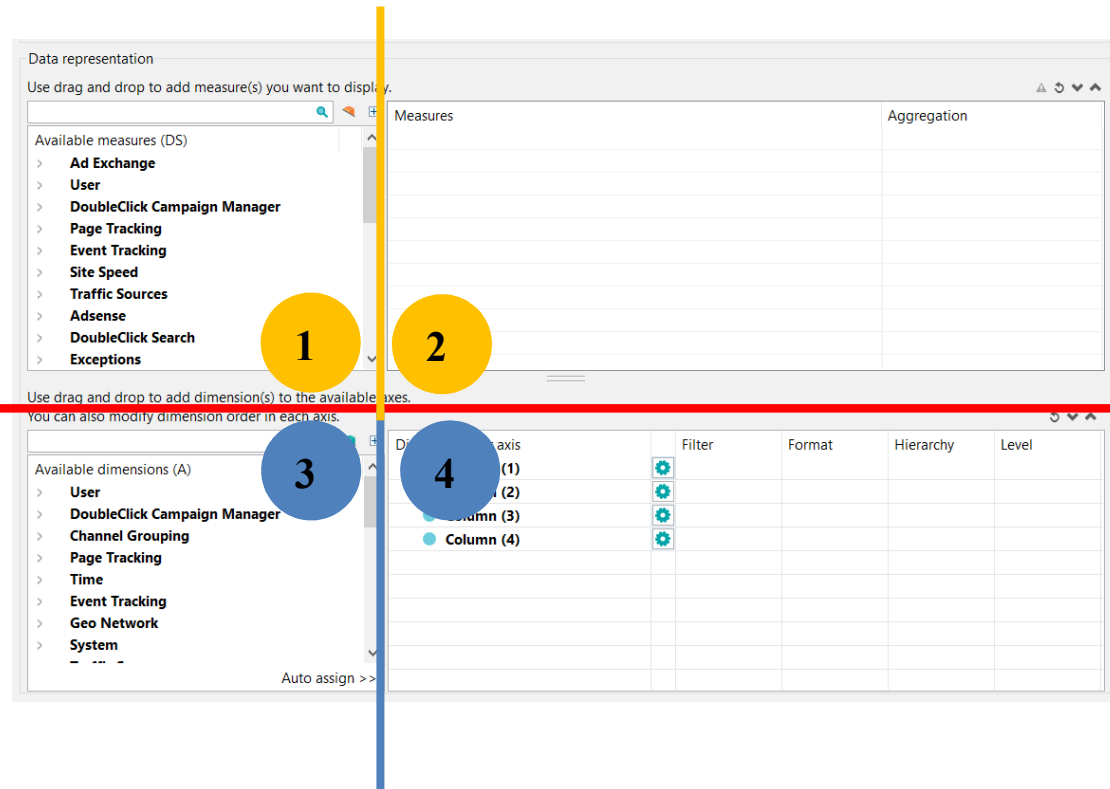 Data representation
Use drag and drop to add measure(s) you want to display.
Measures
Aggregation
Available measures (DS)
Ad Exchange
User
DoubleClick Campaign Manager
Page Tracking
Event Tracking
Site Speed
Traffic Sources
Adsense
DoubleClick Search
Exceptions
1
2
Use drag and drop to add dimension(s) to the available axes.
You can also modify dimension order in each axis.
axis
Filter
Format
Hierarchy
Level
Available dimensions (A)
User
DoubleClick Campaign Manager
Channel Grouping
Page Tracking
Time
Event Tracking
Geo Network
System
Auto assign >>
3
4
(1)
(2)
Column (3)
Column (4)